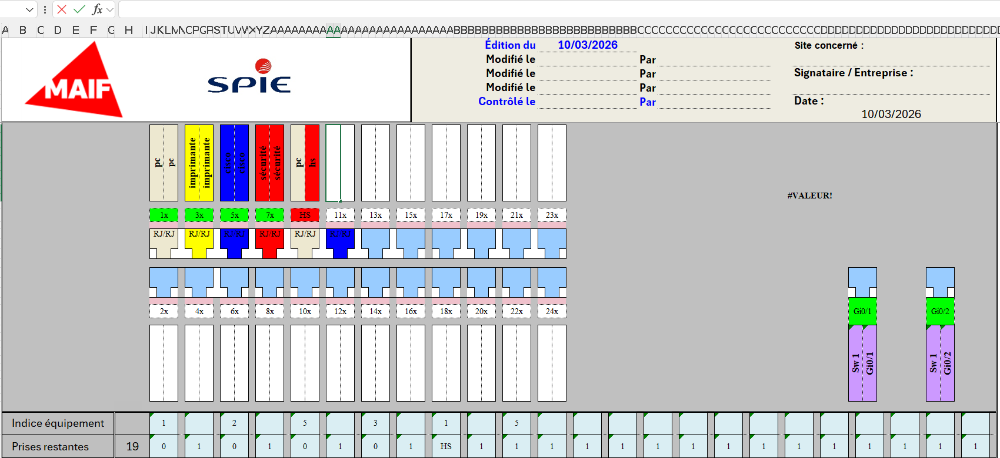 fx
A B C D E F G H
MAIF
SPIE
Édition du 10/03/2026
Modifié le Par
Modifié le Par
Modifié le Par
Contrôlé le Par
Site concerné :
Signataire / Entreprise :
Date :
10/03/2026
pc pc imprimante imprimante cisco cisco sécurité sécurité pc hs
#VALEUR!
1x 3x 5x 7x HS 11x 13x 15x 17x 19x 21x 23x
RJ/RJ RJ/RJ RJ/RJ RJ/RJ RJ/RJ RJ/RJ
2x 4x 6x 8x 10x 12x 14x 16x 18x 20x 22x 24x Gi0/1 Gi0/2
Sw 1 Gi0/1 Sw 1 Gi0/2
Indice équipement 1 2 5 3 1 5
Prises restantes 19 0 1 0 1 0 1 0 1 HS 1 1 1 1 1 1 1 1 1 1 1 1 1 1 1